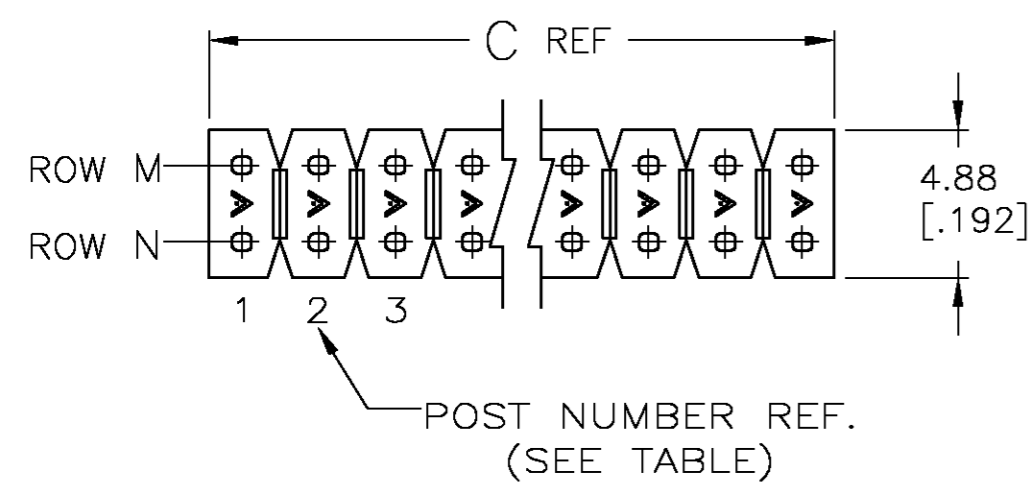 C REF
ROW M
ROW N
4.88
[.192]
1 2 3
POST NUMBER REF.
(SEE TABLE)